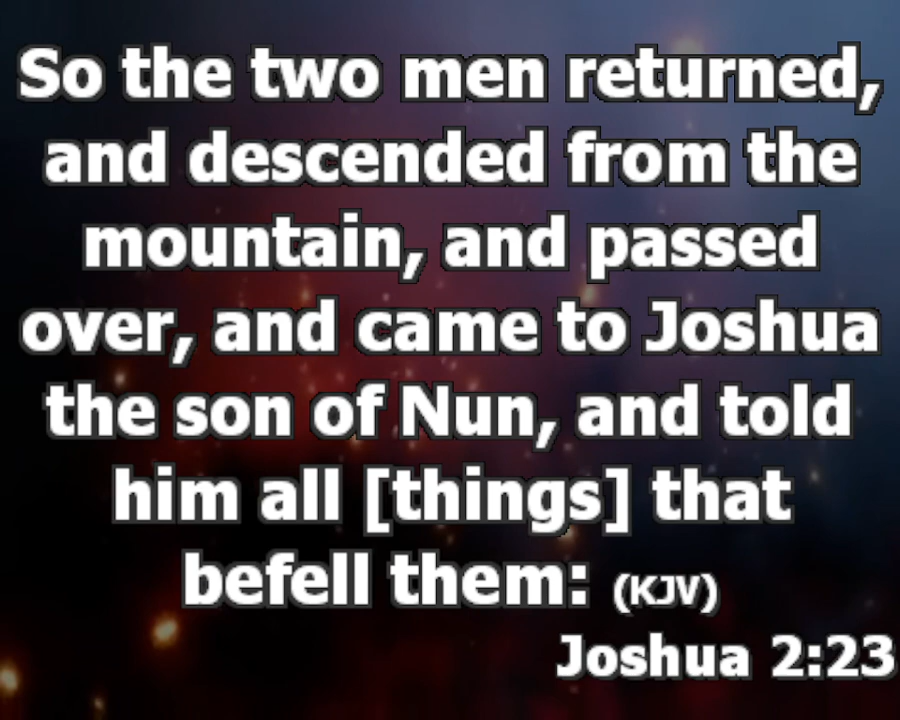 So the two men returned,
and descended from the
mountain, and passed
over, and came to Joshua
the son of Nun, and told
him all [things] that
befell them: (KJV)
Joshua 2:23